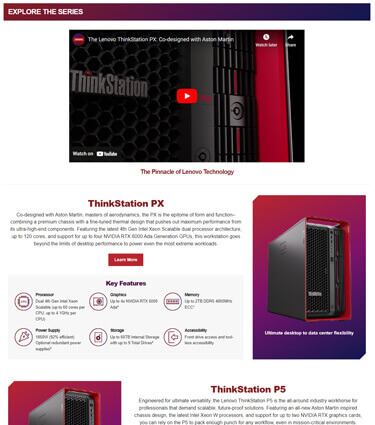 EXPLORE THE SERIES
The Lenovo ThinkStation PX: Co-designed with Aston Martin
Watch later
Share
ThinkStation
Watch on YouTube
The Pinnacle of Lenovo Technology
ThinkStation PX
Co-designed with Aston Martin, masters of aerodynamics, the PX is the epitome of form and function–
combining a premium chassis with a fine-tuned thermal design that pushes out maximum performance from
its ultra-high-end components. Featuring the latest 4th Gen Intel Xeon Scalable dual processor architecture,
up to 120 cores, and support for up to four NVIDIA RTX 6000 Ada Generation GPUs, this workstation goes
beyond the limits of desktop performance to power even the most extreme workloads.
Learn More
Key Features
Processor
Dual 4th Gen Intel Xeon
Scalable (up to 60 cores per
CPU, up to 4.1GHz per
CPU)
Graphics
Up to 4x NVIDIA RTX 6000
Ada*
Memory
Up to 2TB DDR5 4800MHz
ECC*
Power Supply
1850W (92% efficient)
Optional redundant power
supplies*
Storage
up to 60TB Internal Storage
with up to 9 Total Drives*
Accessibility
Front drive access and tool-
less accessibility
Ultimate desktop to data center flexibility
ThinkStation P5
Engineered for ultimate versatility, the Lenovo ThinkStation P5 is the all-around industry workhorse for
professionals that demand scalable, future-proof solutions. Featuring an all-new Aston Martin inspired
chassis design, the latest Intel Xeon W processors, and support for up to two NVIDIA RTX graphics cards,
you can rely on the P5 to pack enough punch for any workflow, even in mission-critical environments.